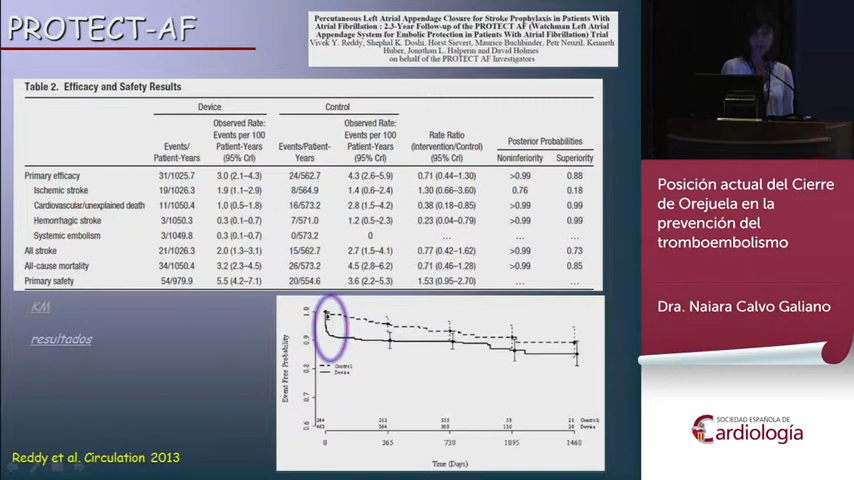 PROTECT-AF
Percutaneous Left Atrial Appendage Closure for Stroke Prophylaxis in Patients With
Atrial Fibrillation : 2.3-Year Follow-up of the PROTECT AF (Watchman Left Atrial
Appendage System for Embolic Protection in Patients With Atrial Fibrillation) Trial
Vivek Y. Reddy, Shephal K. Doshi, Horst Sievert, Maurice Buchbinder, Petr Neuzil, Kenneth
Huber, Jonathan L. Halperin and David Holmes
on behalf of the PROTECT AF Investigators
Table 2. Efficacy and Safety Results
Device Control
Events/ Patient-Years Observed Rate: Events per 100 Patient-Years (95% CrI) Events/Patient-Years Observed Rate: Events per 100 Patient-Years (95% CrI) Rate Ratio (Intervention/Control) (95% CrI) Posterior Probabilities Noninferiority Superiority
Primary efficacy 31/1025.7 3.0 (2.1–4.3) 24/562.7 4.3 (2.6–5.9) 0.71 (0.44–1.30) >0.99 0.88
Ischemic stroke 19/1026.3 1.9 (1.1–2.9) 8/564.9 1.4 (0.6–2.4) 1.30 (0.66–3.60) 0.76 0.18
Cardiovascular/unexplained death 11/1050.4 1.0 (0.5–1.8) 16/573.2 2.8 (1.5–4.2) 0.38 (0.18–0.85) >0.99 0.99
Hemorrhagic stroke 3/1050.3 0.3 (0.1–0.7) 7/571.0 1.2 (0.5–2.3) 0.23 (0.04–0.79) >0.99 0.99
Systemic embolism 3/1049.8 0.3 (0.1–0.7) 0/573.2 0 ... ... ...
All stroke 21/1026.3 2.0 (1.3–3.1) 15/562.7 2.7 (1.5–4.1) 0.77 (0.42–1.62) >0.99 0.73
All-cause mortality 34/1050.4 3.2 (2.3–4.5) 26/573.2 4.5 (2.8–6.2) 0.71 (0.46–1.28) >0.99 0.85
Primary safety 54/979.9 5.5 (4.2–7.1) 20/554.6 3.6 (2.2–5.3) 1.53 (0.95–2.70) ... ...
KM
resultados
Event Free Probability
1.0
0.9
0.8
0.7
0.6
Control
Device
0 365 730 1095 1460
Time (Days)
Reddy et al. Circulation 2013
Posición actual del Cierre
de Orejuela en la
prevención del
tromboembolismo
Dra. Naiara Calvo Galiano
SOCIEDAD ESPAÑOLA DE
Cardiología